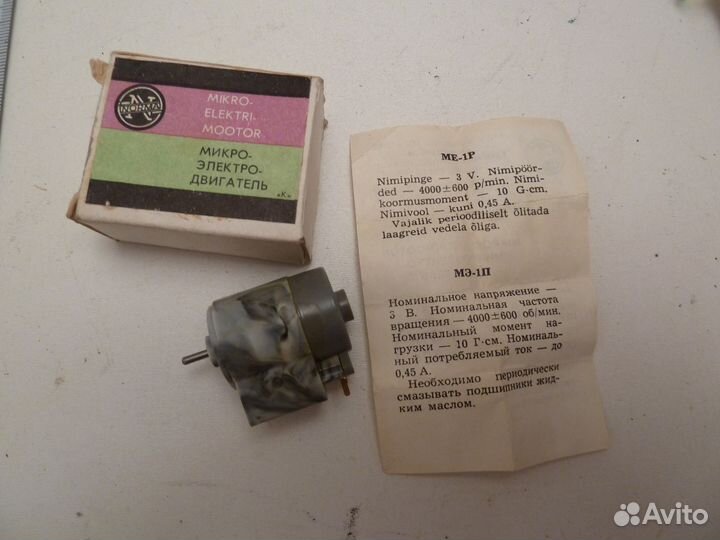 NORMA
MIKRO-
ELEKTRI-
MOOTOR
МИКРО-
ЭЛЕКТРО-
ДВИГАТЕЛЬ
«К»
ME-1P
Nimipinge — 3 V. Nimipöör-
ded — 4000±600 p/min. Nimi-
koormusmoment — 10 G·cm.
Nimivool — kuni 0,45 A.
Vajalik perioodiliselt õlitada
laagreid vedela õliga.
МЭ-1П
Номинальное напряжение —
3 В. Номинальная частота
вращения — 4000±600 об/мин.
Номинальный момент на-
грузки — 10 Г·см. Номиналь-
ный потребляемый ток — до
0,45 А.
Необходимо периодически
смазывать подшипники жид-
ким маслом.
Avito